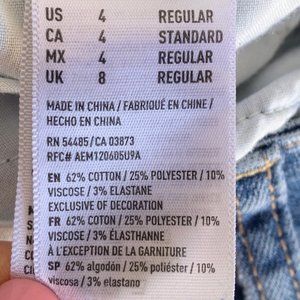 US 4 REGULAR
CA 4 STANDARD
MX 4 REGULAR
UK 8 REGULAR
MADE IN CHINA / FABRIQUÉ EN CHINE /
HECHO EN CHINA
RN 54485/CA 03873
RFC# AEM120605U9A
EN 62% COTTON / 25% POLYESTER / 10%
VISCOSE / 3% ELASTANE
EXCLUSIVE OF DECORATION
FR 62% COTON / 25% POLYESTER / 10%
VISCOSE / 3% ÉLASTHANNE
À L'EXCEPTION DE LA GARNITURE
SP 62% algodón / 25% poliéster / 10%
viscosa / 3% elastano